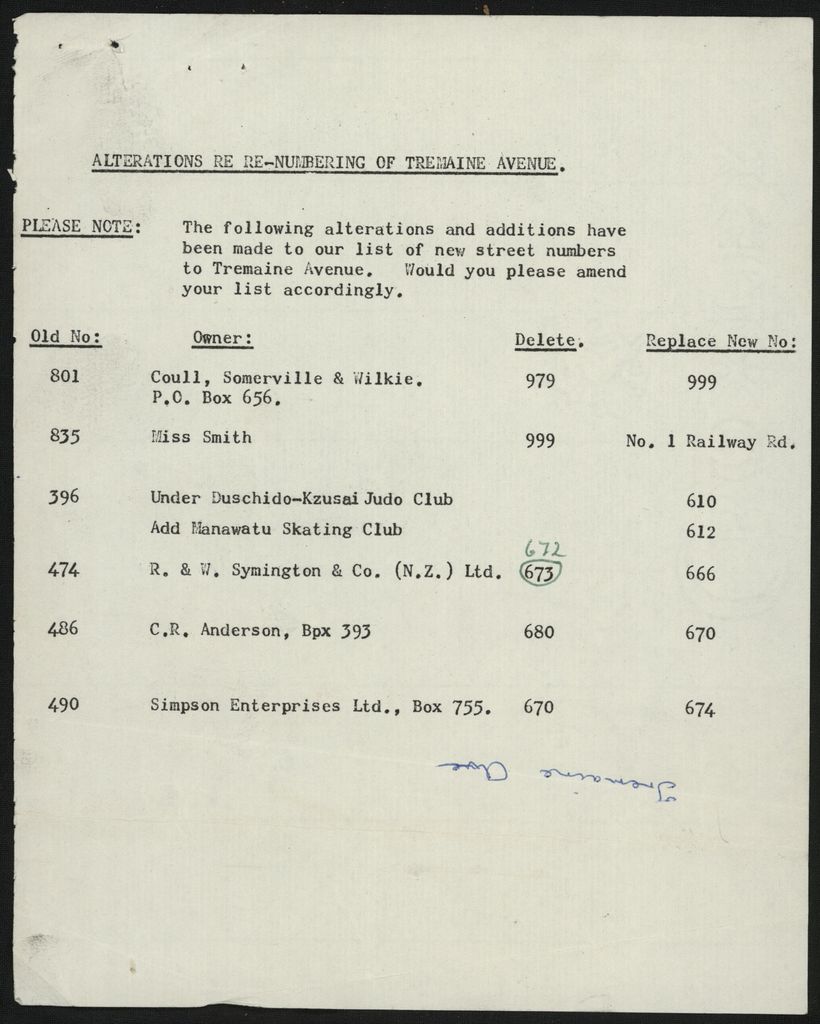 ALTERATIONS RE RE-NUMBERING OF TREMAINE AVENUE.
PLEASE NOTE: The following alterations and additions have
been made to our list of new street numbers
to Tremaine Avenue. Would you please amend
your list accordingly.
Old No: Owner: Delete. Replace New No:
801 Coull, Somerville & Wilkie. 979 999
P.O. Box 656.
835 Miss Smith 999 No. 1 Railway Rd.
396 Under Duschido-Kzusai Judo Club 610
Add Manawatu Skating Club 612
672
474 R. & W. Symington & Co. (N.Z.) Ltd. 673 666
486 C.R. Anderson, Bpx 393 680 670
490 Simpson Enterprises Ltd., Box 755. 670 674
Tremaine Ave